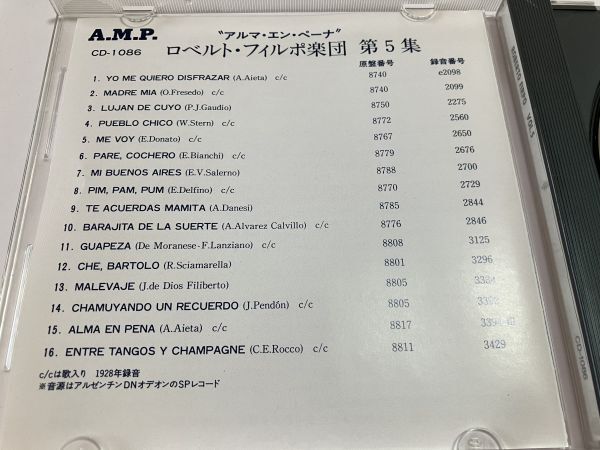 A.M.P.
CD-1086
“アルマ・エン・ペーナ”
ロベルト・フィルポ楽団 第5集
原盤番号 録音番号
1. YO ME QUIERO DISFRAZAR (A.Aieta) c/c 8740 e2098
2. MADRE MIA (O.Fresedo) c/c 8740 2099
3. LUJAN DE CUYO (P.J.Gaudio) 8750 2275
4. PUEBLO CHICO (W.Stern) c/c 8772 2560
5. ME VOY (E.Donato) c/c 8767 2650
6. PARE, COCHERO (E.Bianchi) c/c 8779 2676
7. MI BUENOS AIRES (E.V.Salerno) 8788 2700
8. PIM, PAM, PUM (E.Delfino) c/c 8770 2729
9. TE ACUERDAS MAMITA (A.Danesi) 8785 2844
10. BARAJITA DE LA SUERTE (A.Alvarez Calvillo) c/c 8776 2846
11. GUAPEZA (De Moranese-F.Lanziano) c/c 8808 3125
12. CHE, BARTOLO (R.Sciamarella) 8801 3296
13. MALEVAJE (J.de Dios Filiberto) 8805
14. CHAMUYANDO UN RECUERDO (J.Pendón) c/c 8805
15. ALMA EN PENA (A.Aieta) c/c 8817
16. ENTRE TANGOS Y CHAMPAGNE (C.E.Rocco) c/c 8811 3429
c/cは歌入り 1928年録音
※音源はアルゼンチンDNオデオンのSPレコード
ROBERTO FIRPO VOL.5
CD-1086